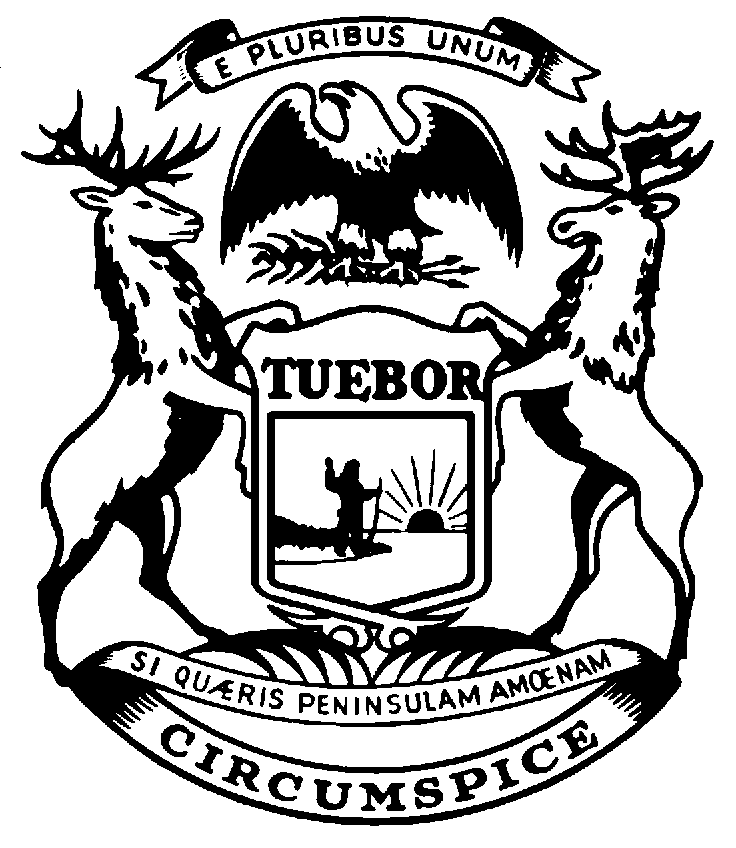 E PLURIBUS UNUM
TUEBOR
SI QUÆRIS PENINSULAM AMŒNAM
CIRCUMSPICE